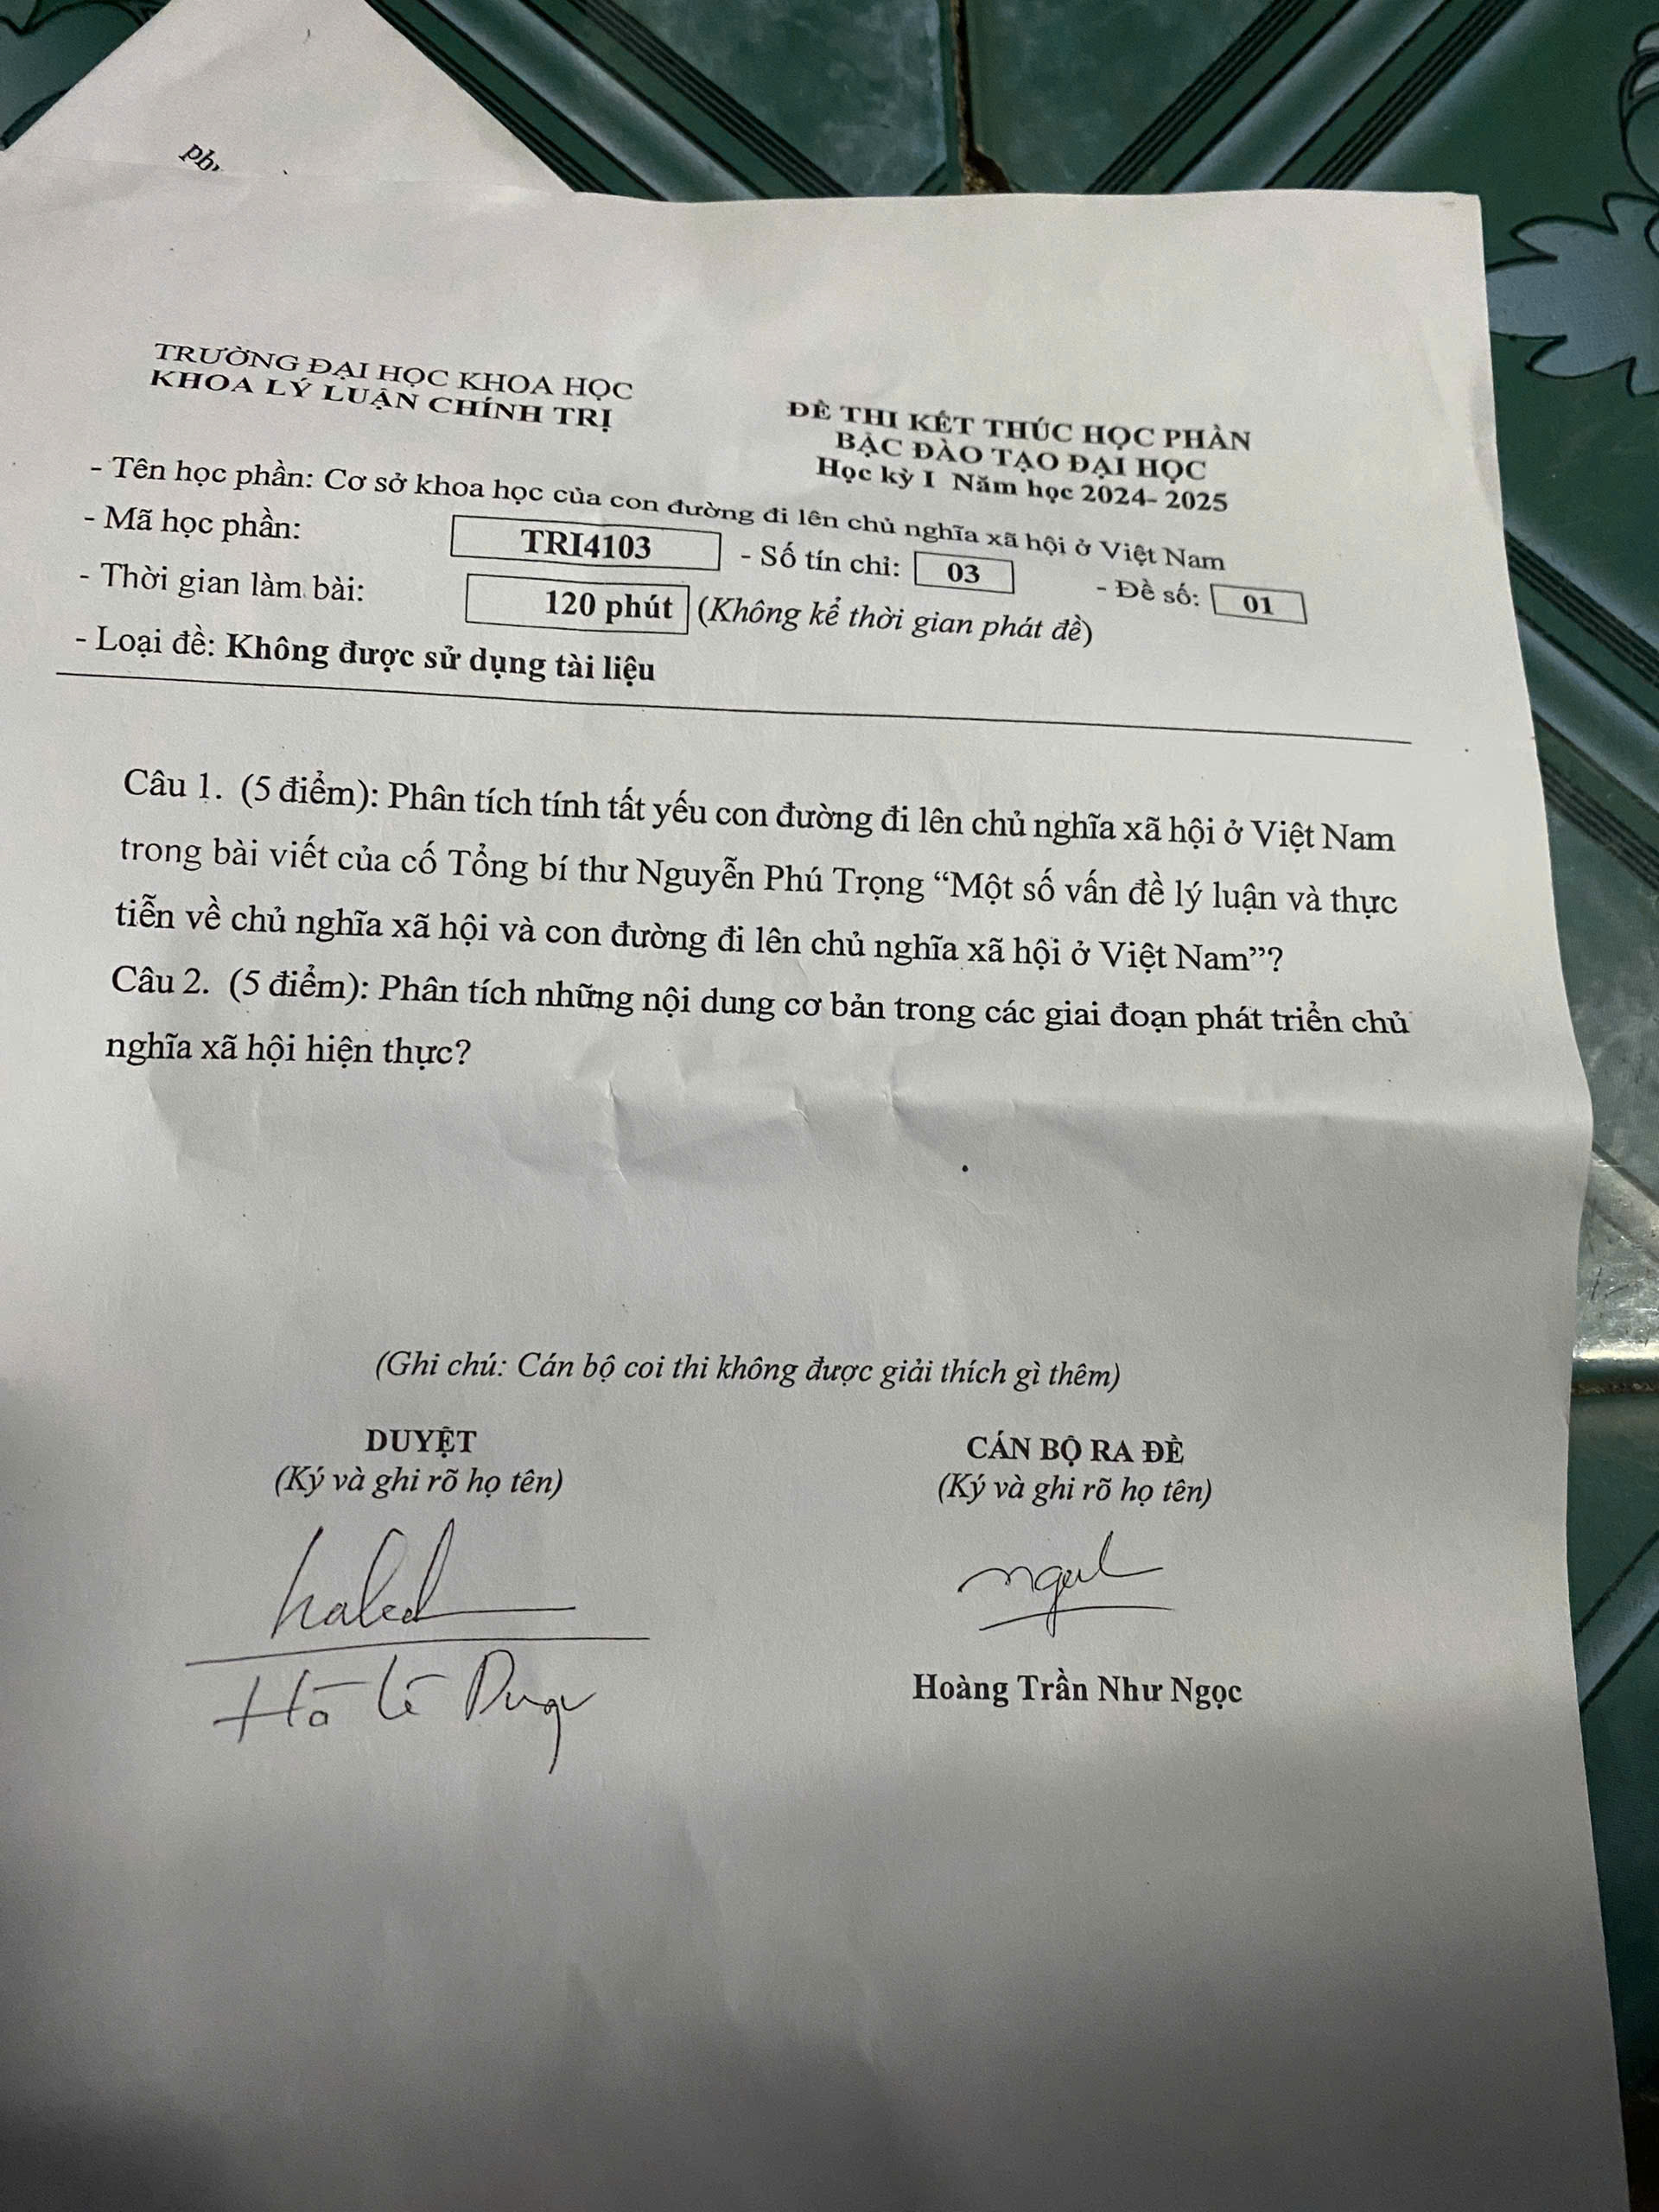 TRƯỜNG ĐẠI HỌC KHOA HỌC
KHOA LÝ LUẬN CHÍNH TRỊ
ĐỀ THI KẾT THÚC HỌC PHẦN
BẬC ĐÀO TẠO ĐẠI HỌC
Học kỳ I Năm học 2024- 2025
- Tên học phần: Cơ sở khoa học của con đường đi lên chủ nghĩa xã hội ở Việt Nam
- Mã học phần: TRI4103 - Số tín chỉ: 03 - Đề số: 01
- Thời gian làm bài: 120 phút (Không kể thời gian phát đề)
- Loại đề: Không được sử dụng tài liệu
Câu 1. (5 điểm): Phân tích tính tất yếu con đường đi lên chủ nghĩa xã hội ở Việt Nam
trong bài viết của cố Tổng bí thư Nguyễn Phú Trọng “Một số vấn đề lý luận và thực
tiễn về chủ nghĩa xã hội và con đường đi lên chủ nghĩa xã hội ở Việt Nam”?
Câu 2. (5 điểm): Phân tích những nội dung cơ bản trong các giai đoạn phát triển chủ
nghĩa xã hội hiện thực?
(Ghi chú: Cán bộ coi thi không được giải thích gì thêm)
DUYỆT
(Ký và ghi rõ họ tên)
CÁN BỘ RA ĐỀ
(Ký và ghi rõ họ tên)
Hoàng Trần Như Ngọc